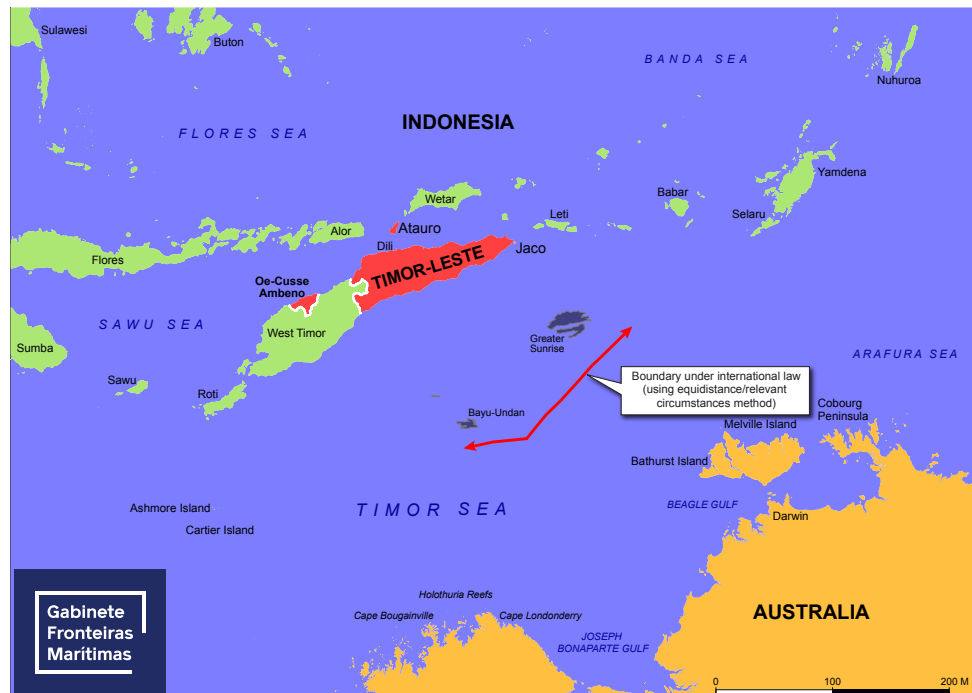 Sulawesi
Buton
BANDA SEA
Nuhuroa
FLORES SEA
INDONESIA
Yamdena
Wetar
Babar
Selaru
Leti
Atauro
Alor
Dili
Jaco
Flores
TIMOR-LESTE
Oe-Cusse
Ambeno
SAWU SEA
West Timor
Greater
Sunrise
Sumba
ARAFURA SEA
Sawu
Roti
Boundary under international law
(using equidistance/relevant
circumstances method)
Cobourg
Peninsula
Bayu-Undan
Melville Island
Bathurst Island
TIMOR SEA
Ashmore Island
Cartier Island
BEAGLE GULF
Darwin
Holothuria Reefs
Cape Bougainville
Cape Londonderry
AUSTRALIA
JOSEPH
BONAPARTE GULF
Gabinete
Fronteiras
Marítimas
0 100 200 M